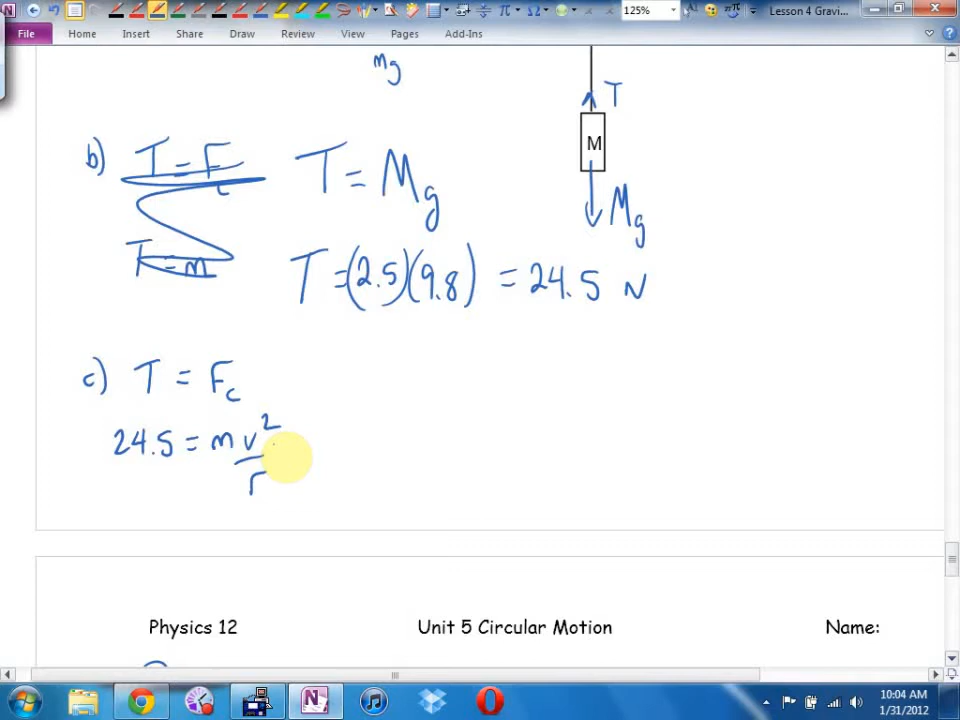 125%
Lesson 4 Gravi...
File Home Insert Share Draw Review View Pages Add-Ins
mg
T
M
Mg
b) T = Fc T = Mg
T = m
T = (2.5)(9.8) = 24.5 N
c) T = Fc
24.5 = m v²/r
Physics 12 Unit 5 Circular Motion Name:
10:04 AM
1/31/2012